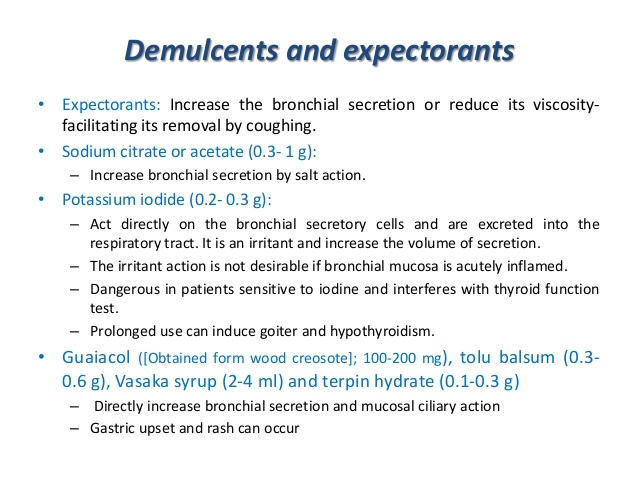 Demulcents and expectorants
• Expectorants: Increase the bronchial secretion or reduce its viscosity-
facilitating its removal by coughing.
• Sodium citrate or acetate (0.3- 1 g):
– Increase bronchial secretion by salt action.
• Potassium iodide (0.2- 0.3 g):
– Act directly on the bronchial secretory cells and are excreted into the
respiratory tract. It is an irritant and increase the volume of secretion.
– The irritant action is not desirable if bronchial mucosa is acutely inflamed.
– Dangerous in patients sensitive to iodine and interferes with thyroid function
test.
– Prolonged use can induce goiter and hypothyroidism.
• Guaiacol ([Obtained form wood creosote]; 100-200 mg), tolu balsum (0.3-
0.6 g), Vasaka syrup (2-4 ml) and terpin hydrate (0.1-0.3 g)
– Directly increase bronchial secretion and mucosal ciliary action
– Gastric upset and rash can occur